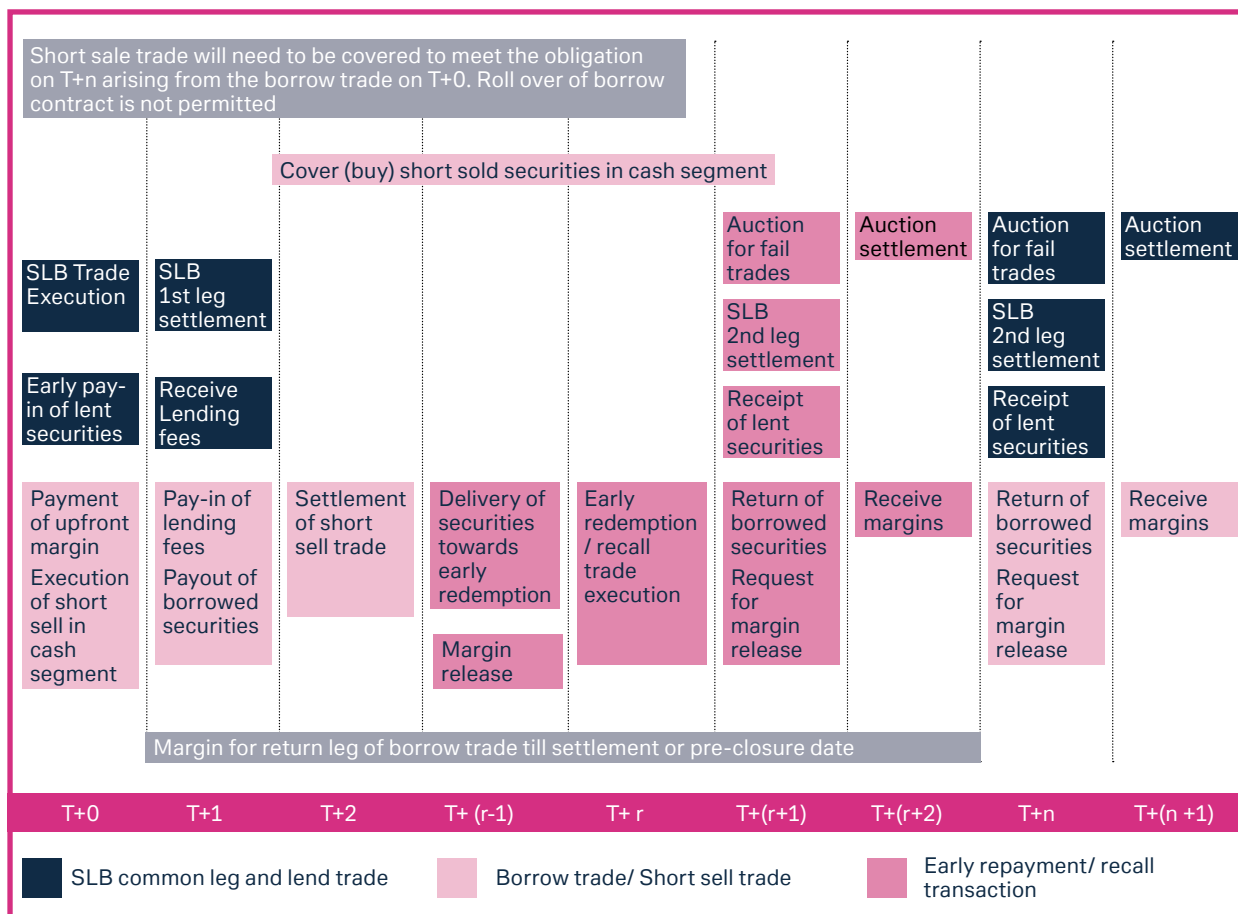 Short sale trade will need to be covered to meet the obligation
on T+n arising from the borrow trade on T+0. Roll over of borrow
contract is not permitted
Cover (buy) short sold securities in cash segment
SLB Trade
Execution
Early pay-
in of lent
securities
Payment
of upfront
margin
Execution
of short
sell in
cash
segment
SLB
1st leg
settlement
Receive
Lending
fees
Pay-in of
lending
fees
Payout of
borrowed
securities
Settlement
of short
sell trade
Delivery of
securities
towards
early
redemption
Margin
release
Early
redemption
/ recall
trade
execution
Auction
for fail
trades
SLB
2nd leg
settlement
Receipt
of lent
securities
Return of
borrowed
securities
Request
for
margin
release
Auction
settlement
Receive
margins
Auction
for fail
trades
SLB
2nd leg
settlement
Receipt
of lent
securities
Return of
borrowed
securities
Request
for
margin
release
Auction
settlement
Receive
margins
Margin for return leg of borrow trade till settlement or pre-closure date
T+0
T+1
T+2
T+ (r-1)
T+ r
T+(r+1)
T+(r+2)
T+n
T+(n +1)
SLB common leg and lend trade
Borrow trade/ Short sell trade
Early repayment/ recall
transaction